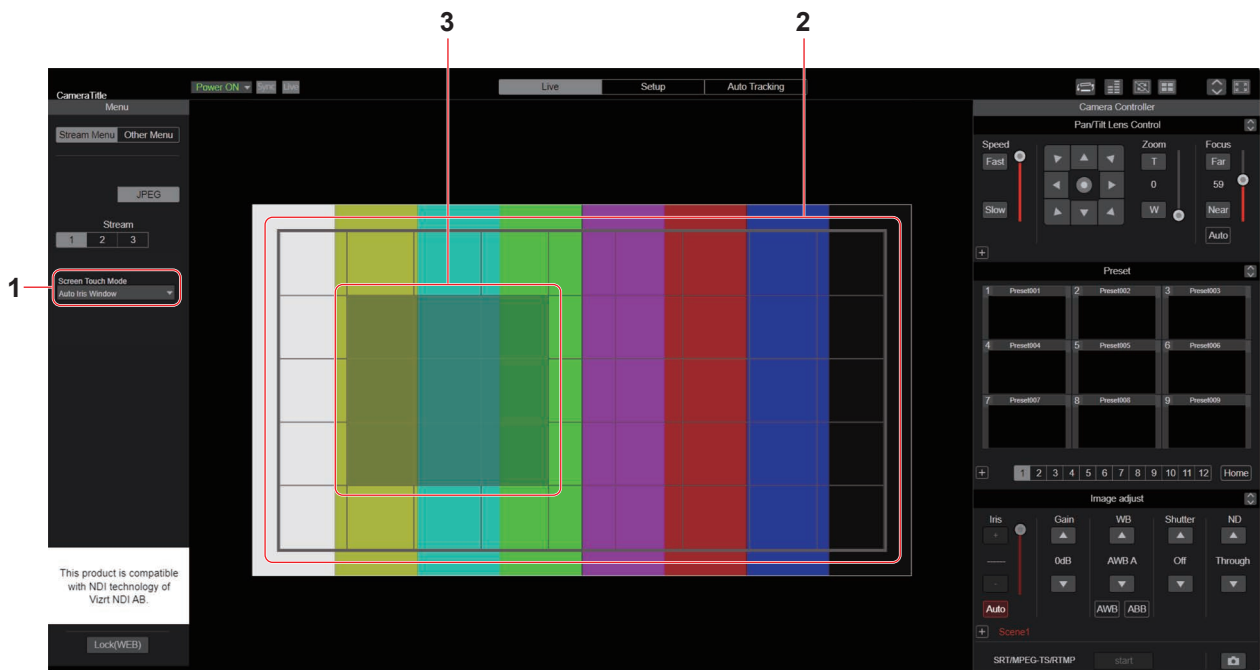 3
2
1
CameraTitle
Power ON
Sync
Live
Live
Setup
Auto Tracking
Menu
Stream Menu
Other Menu
JPEG
Stream
1 2 3
Screen Touch Mode
Auto Iris Window
This product is compatible
with NDI technology of
Vizrt NDI AB.
Lock(WEB)
Camera Controller
Pan/Tilt Lens Control
Speed
Fast
Slow
Zoom
T
0
W
Focus
Far
59
Near
Auto
+
Preset
1 Preset001
2 Preset002
3 Preset003
4 Preset004
5 Preset005
6 Preset006
7 Preset007
8 Preset008
9 Preset009
+
1 2 3 4 5 6 7 8 9 10 11 12
Home
Image adjust
Iris
+
-----
-
Auto
Gain
0dB
WB
AWB A
AWB
ABB
Shutter
Off
ND
Through
+
Scene1
SRT/MPEG-TS/RTMP
start